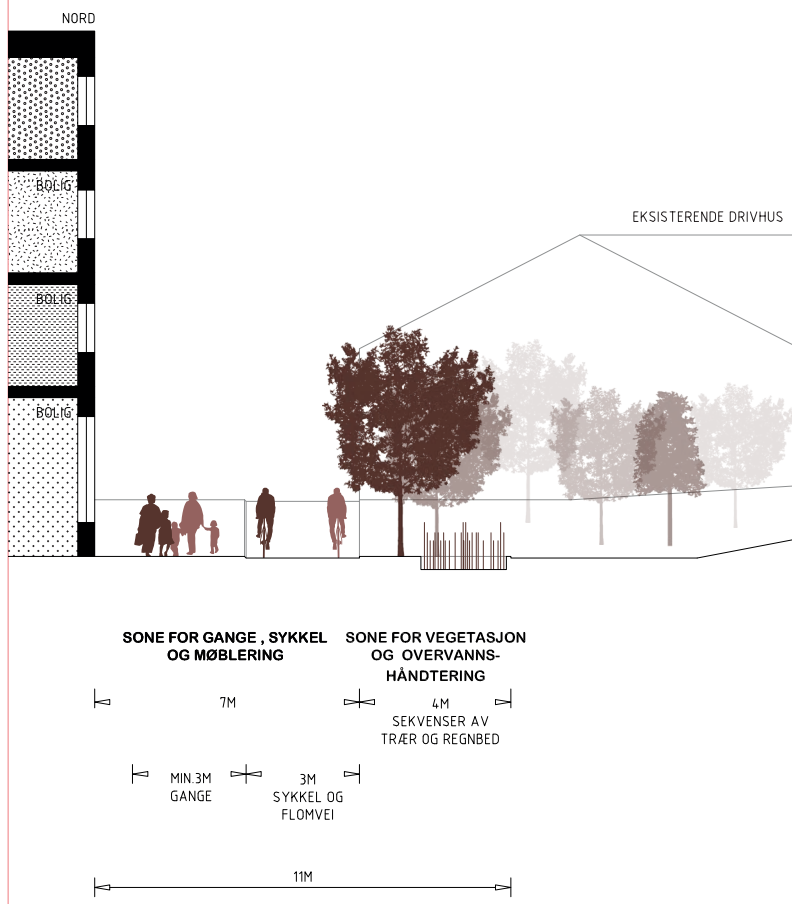 NORD
BOLIG
EKSISTERENDE DRIVHUS
BOLIG
BOLIG
SONE FOR GANGE , SYKKEL
OG MØBLERING
SONE FOR VEGETASJON
OG OVERVANNS-
HÅNDTERING
7M
4M
SEKVENSER AV
TRÆR OG REGNBED
MIN.3M
GANGE
3M
SYKKEL OG
FLOMVEI
11M